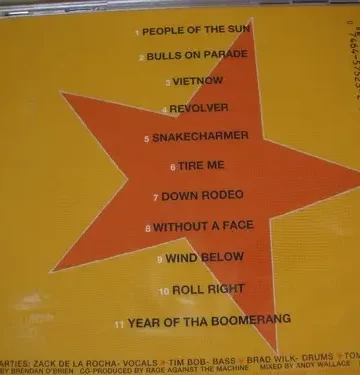 1 PEOPLE OF THE SUN
2 BULLS ON PARADE
3 VIETNOW
4 REVOLVER
5 SNAKECHARMER
6 TIRE ME
7 DOWN RODEO
8 WITHOUT A FACE
9 WIND BELOW
10 ROLL RIGHT
11 YEAR OF THA BOOMERANG
ARTIES: ZACK DE LA ROCHA- VOCALS TIM BOB- BASS BRAD WILK- DRUMS TOM
BY BRENDAN O'BRIEN CO-PRODUCED BY RAGE AGAINST THE MACHINE MIXED BY ANDY WALLACE